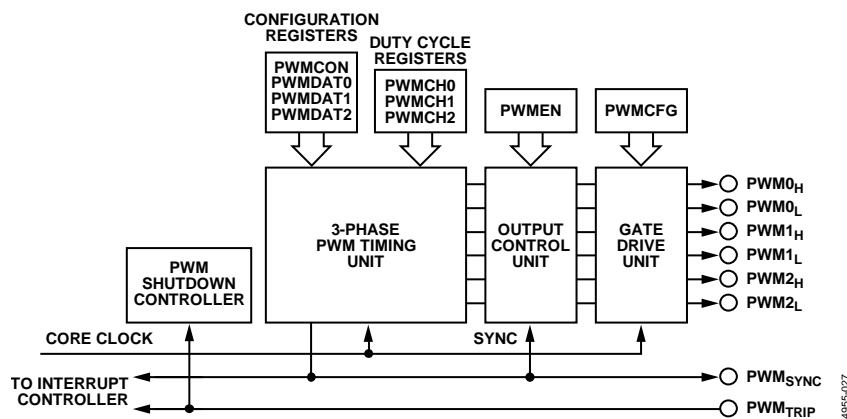 CONFIGURATION
REGISTERS
PWMCON
PWMDAT0
PWMDAT1
PWMDAT2
DUTY CYCLE
REGISTERS
PWMCH0
PWMCH1
PWMCH2
PWMEN
PWMCFG
3-PHASE
PWM TIMING
UNIT
OUTPUT
CONTROL
UNIT
GATE
DRIVE
UNIT
PWM0H
PWM0L
PWM1H
PWM1L
PWM2H
PWM2L
PWM
SHUTDOWN
CONTROLLER
CORE CLOCK
SYNC
TO INTERRUPT
CONTROLLER
PWMSYNC
PWMTRIP
4955-027